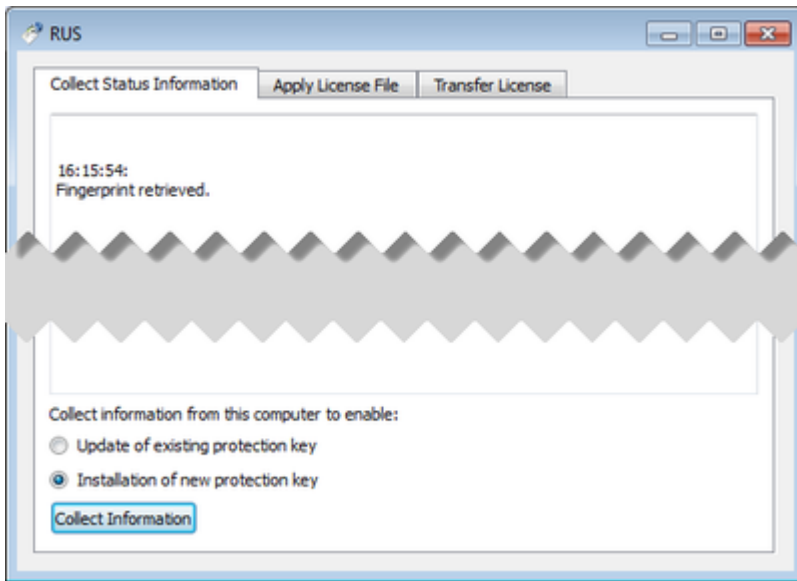 RUS
Collect Status Information Apply License File Transfer License
16:15:54:
Fingerprint retrieved.
Collect information from this computer to enable:
Update of existing protection key
Installation of new protection key
Collect Information